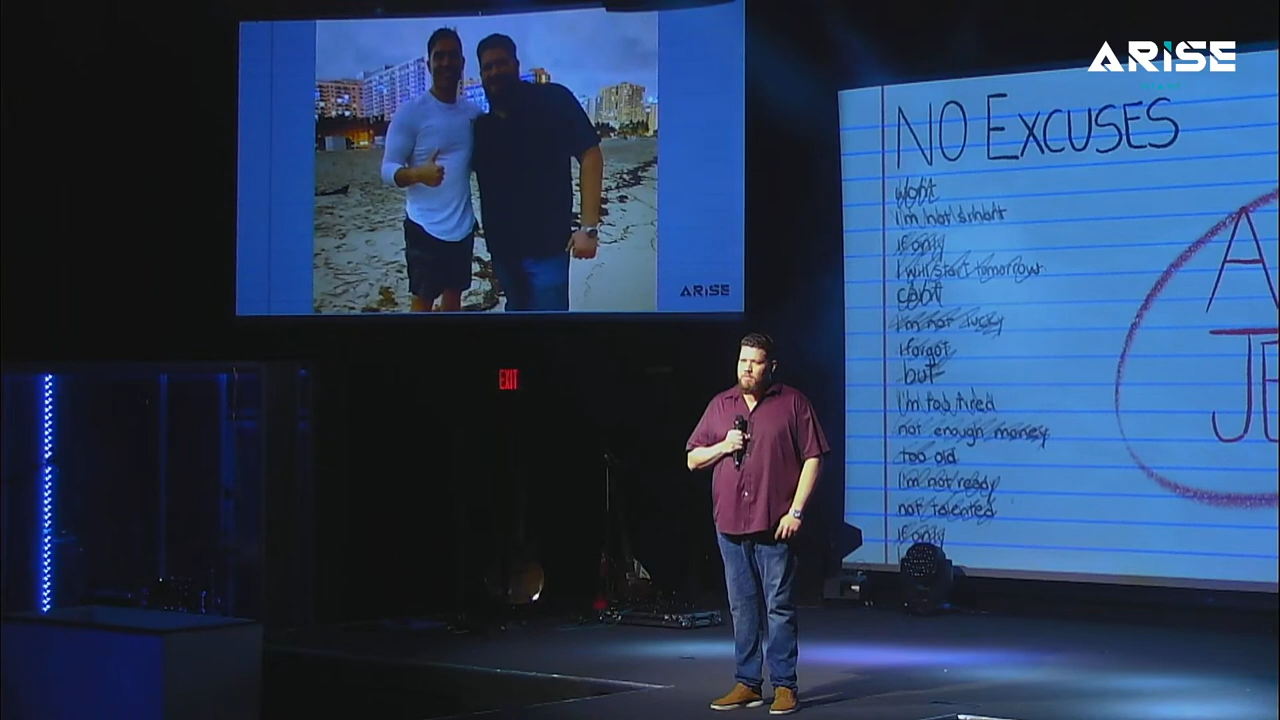 ARISE
ARISE
EXIT
NO EXCUSES
won't
I'm not smart
if only
I will start tomorrow
can't
I'm not lucky
I forgot
but
I'm too tired
not enough money
too old
I'm not ready
not talented
if only
A
JE